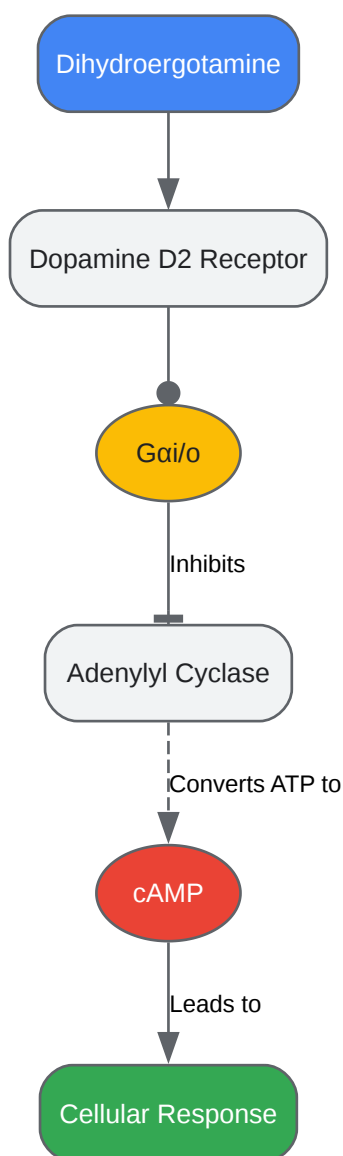 Dihydroergotamine
Dopamine D2 Receptor
Gαi/o
Inhibits
Adenylyl Cyclase
Converts ATP to
cAMP
Leads to
Cellular Response